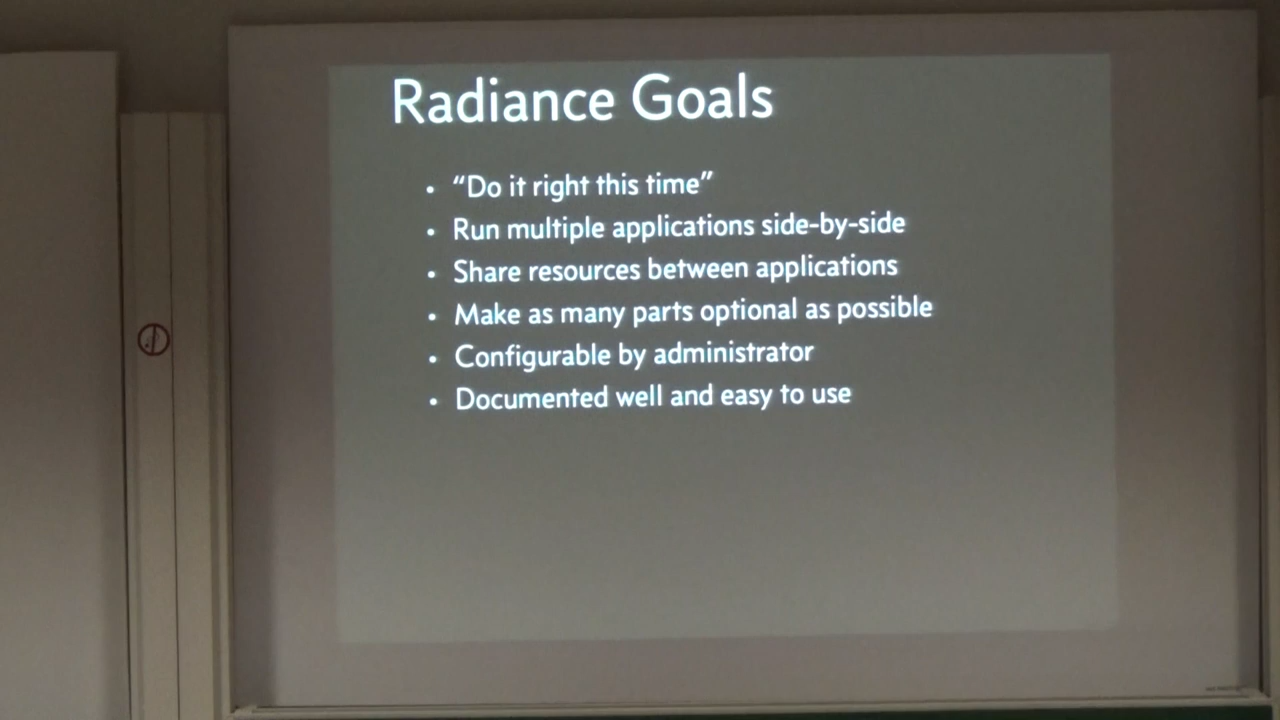 Radiance Goals
• “Do it right this time”
• Run multiple applications side-by-side
• Share resources between applications
• Make as many parts optional as possible
• Configurable by administrator
• Documented well and easy to use